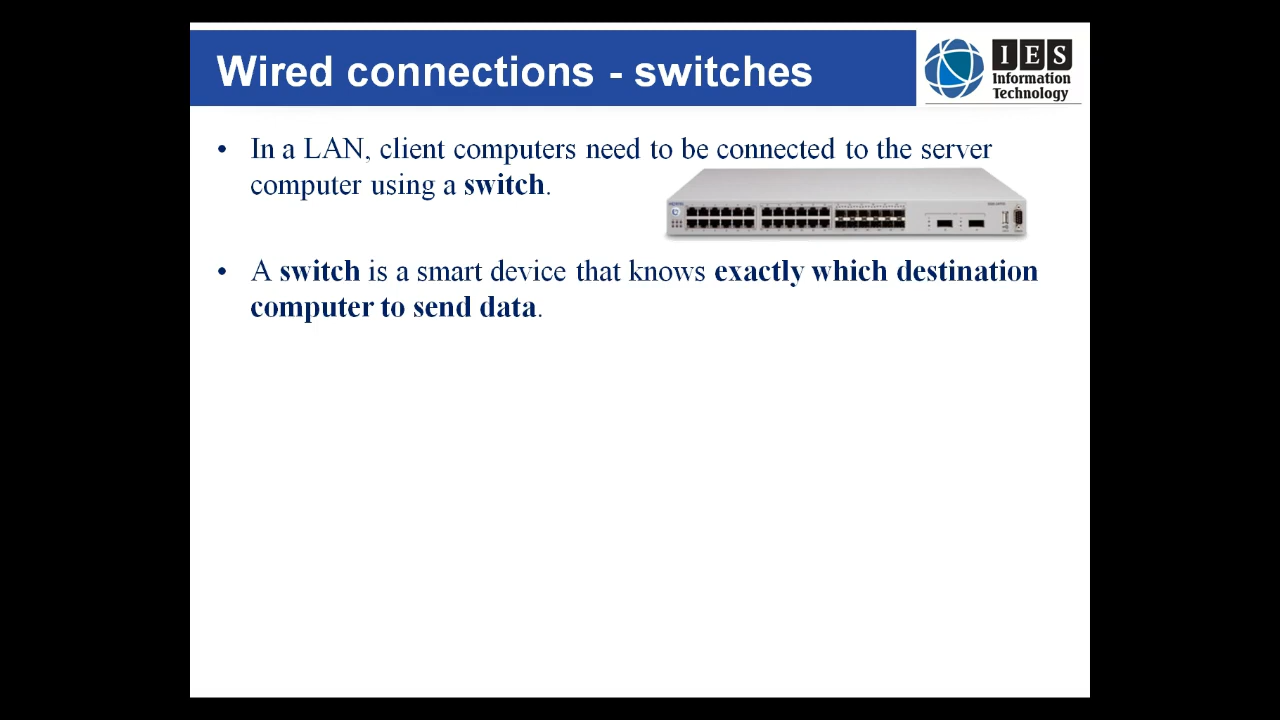 Wired connections - switches
IES
Information
Technology
• In a LAN, client computers need to be connected to the server
computer using a switch.
• A switch is a smart device that knows exactly which destination
computer to send data.